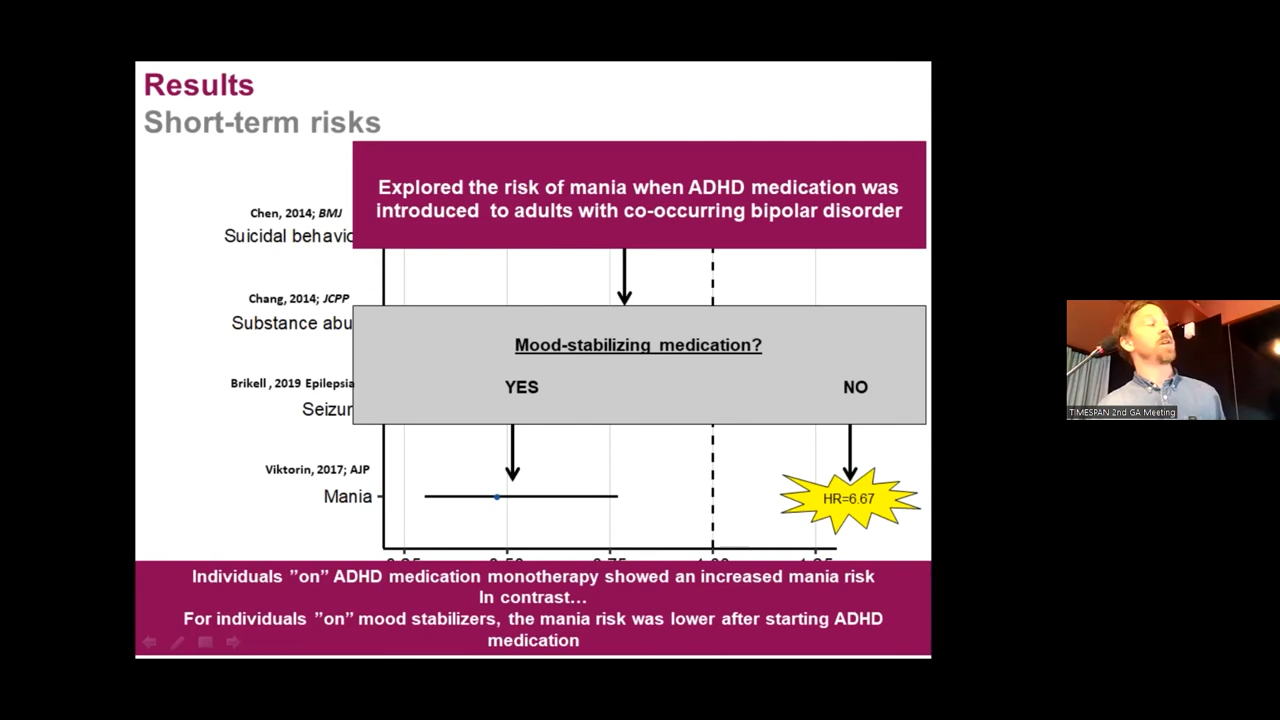 Results
Short-term risks
Explored the risk of mania when ADHD medication was
introduced to adults with co-occurring bipolar disorder
Chen, 2014; BMJ
Suicidal behavio
Chang, 2014; JCPP
Substance abu
Mood-stabilizing medication?
YES NO
Brikell , 2019 Epilepsia
Seizur
Viktorin, 2017; AJP
Mania
HR=6.67
Individuals ”on” ADHD medication monotherapy showed an increased mania risk
In contrast…
For individuals ”on” mood stabilizers, the mania risk was lower after starting ADHD
medication
TIMESPAN 2nd GA Meeting